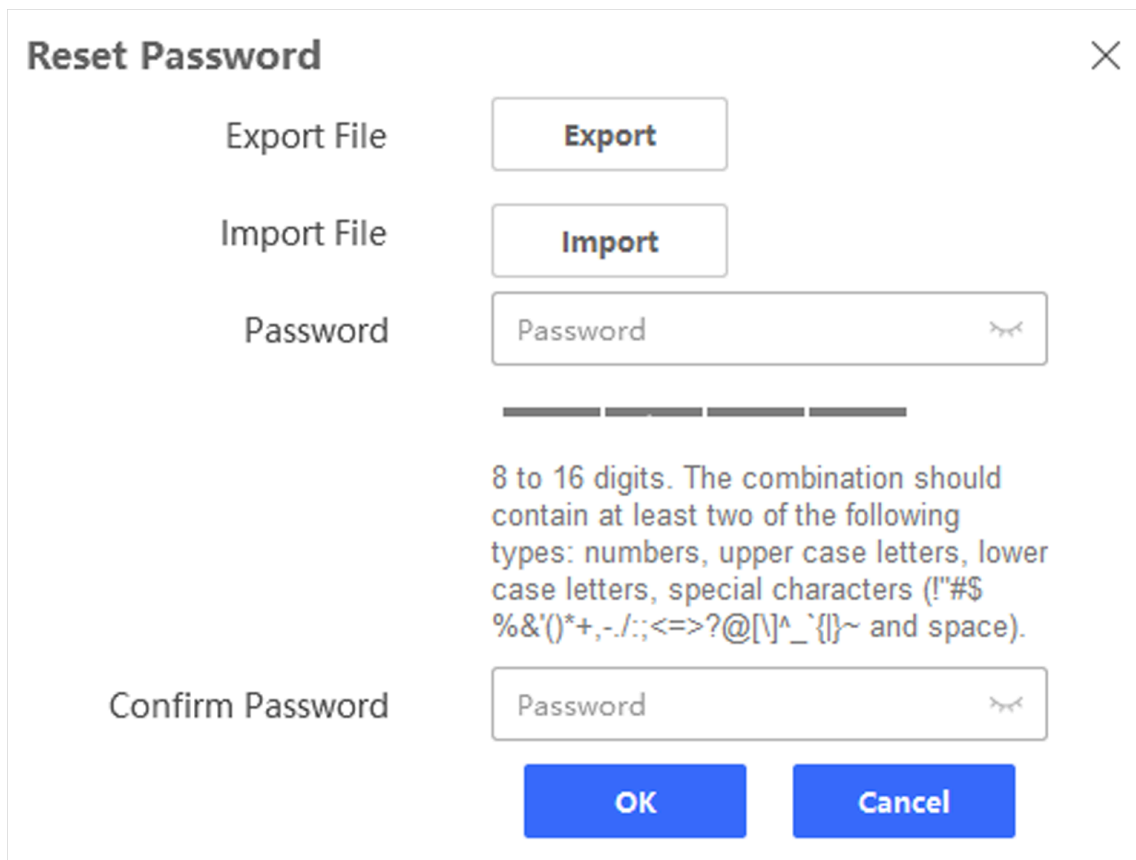 Reset Password
Export File Export
Import File Import
Password Password
8 to 16 digits. The combination should
contain at least two of the following
types: numbers, upper case letters, lower
case letters, special characters (!"#$
%&'()*+,-./:;<=>?@[\]^_`{|}~ and space).
Confirm Password Password
OK Cancel